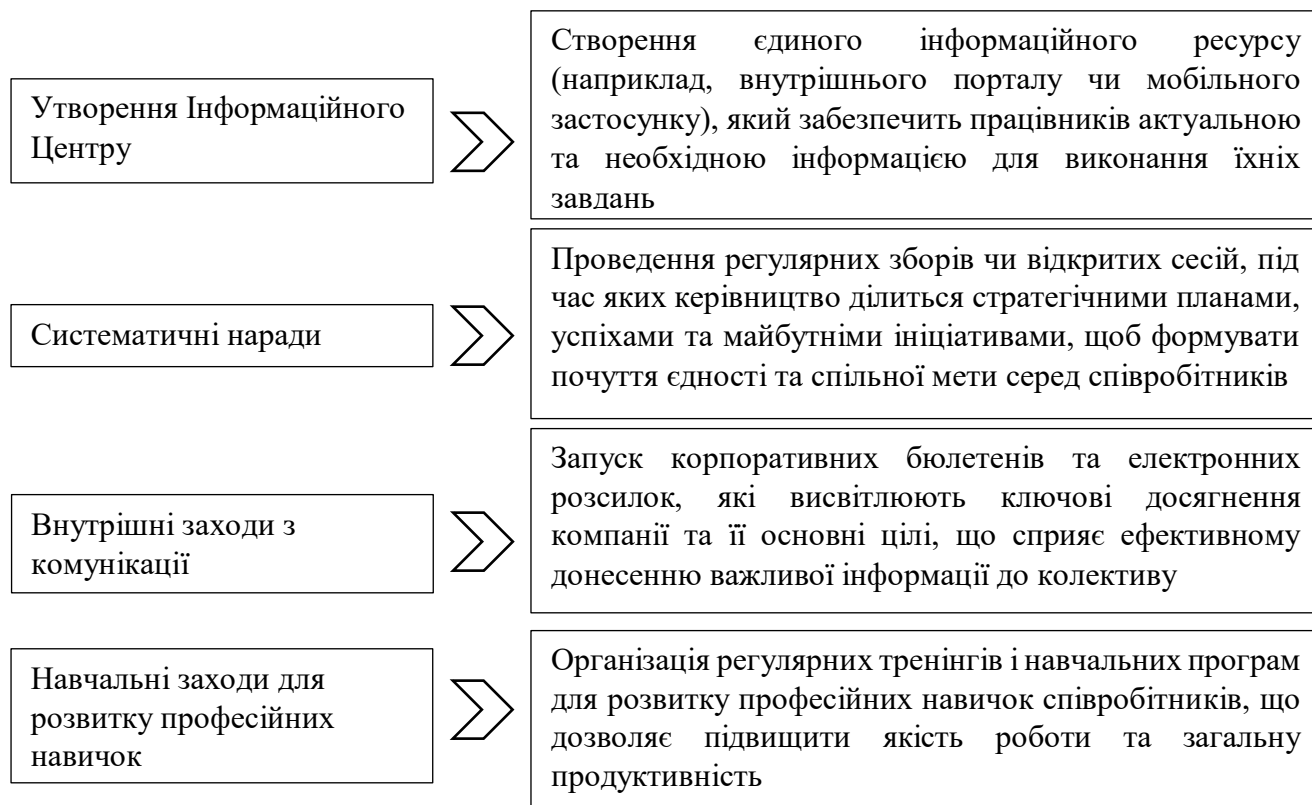 Утворення Інформаційного
Центру
Створення єдиного інформаційного ресурсу
(наприклад, внутрішнього порталу чи мобільного
застосунку), який забезпечить працівників актуальною
та необхідною інформацією для виконання їхніх
завдань
Систематичні наради
Проведення регулярних зборів чи відкритих сесій, під
час яких керівництво ділиться стратегічними планами,
успіхами та майбутніми ініціативами, щоб формувати
почуття єдності та спільної мети серед співробітників
Внутрішні заходи з
комунікації
Запуск корпоративних бюлетенів та електронних
розсилок, які висвітлюють ключові досягнення
компанії та її основні цілі, що сприяє ефективному
донесенню важливої інформації до колективу
Навчальні заходи для
розвитку професійних
навичок
Організація регулярних тренінгів і навчальних програм
для розвитку професійних навичок співробітників, що
дозволяє підвищити якість роботи та загальну
продуктивність